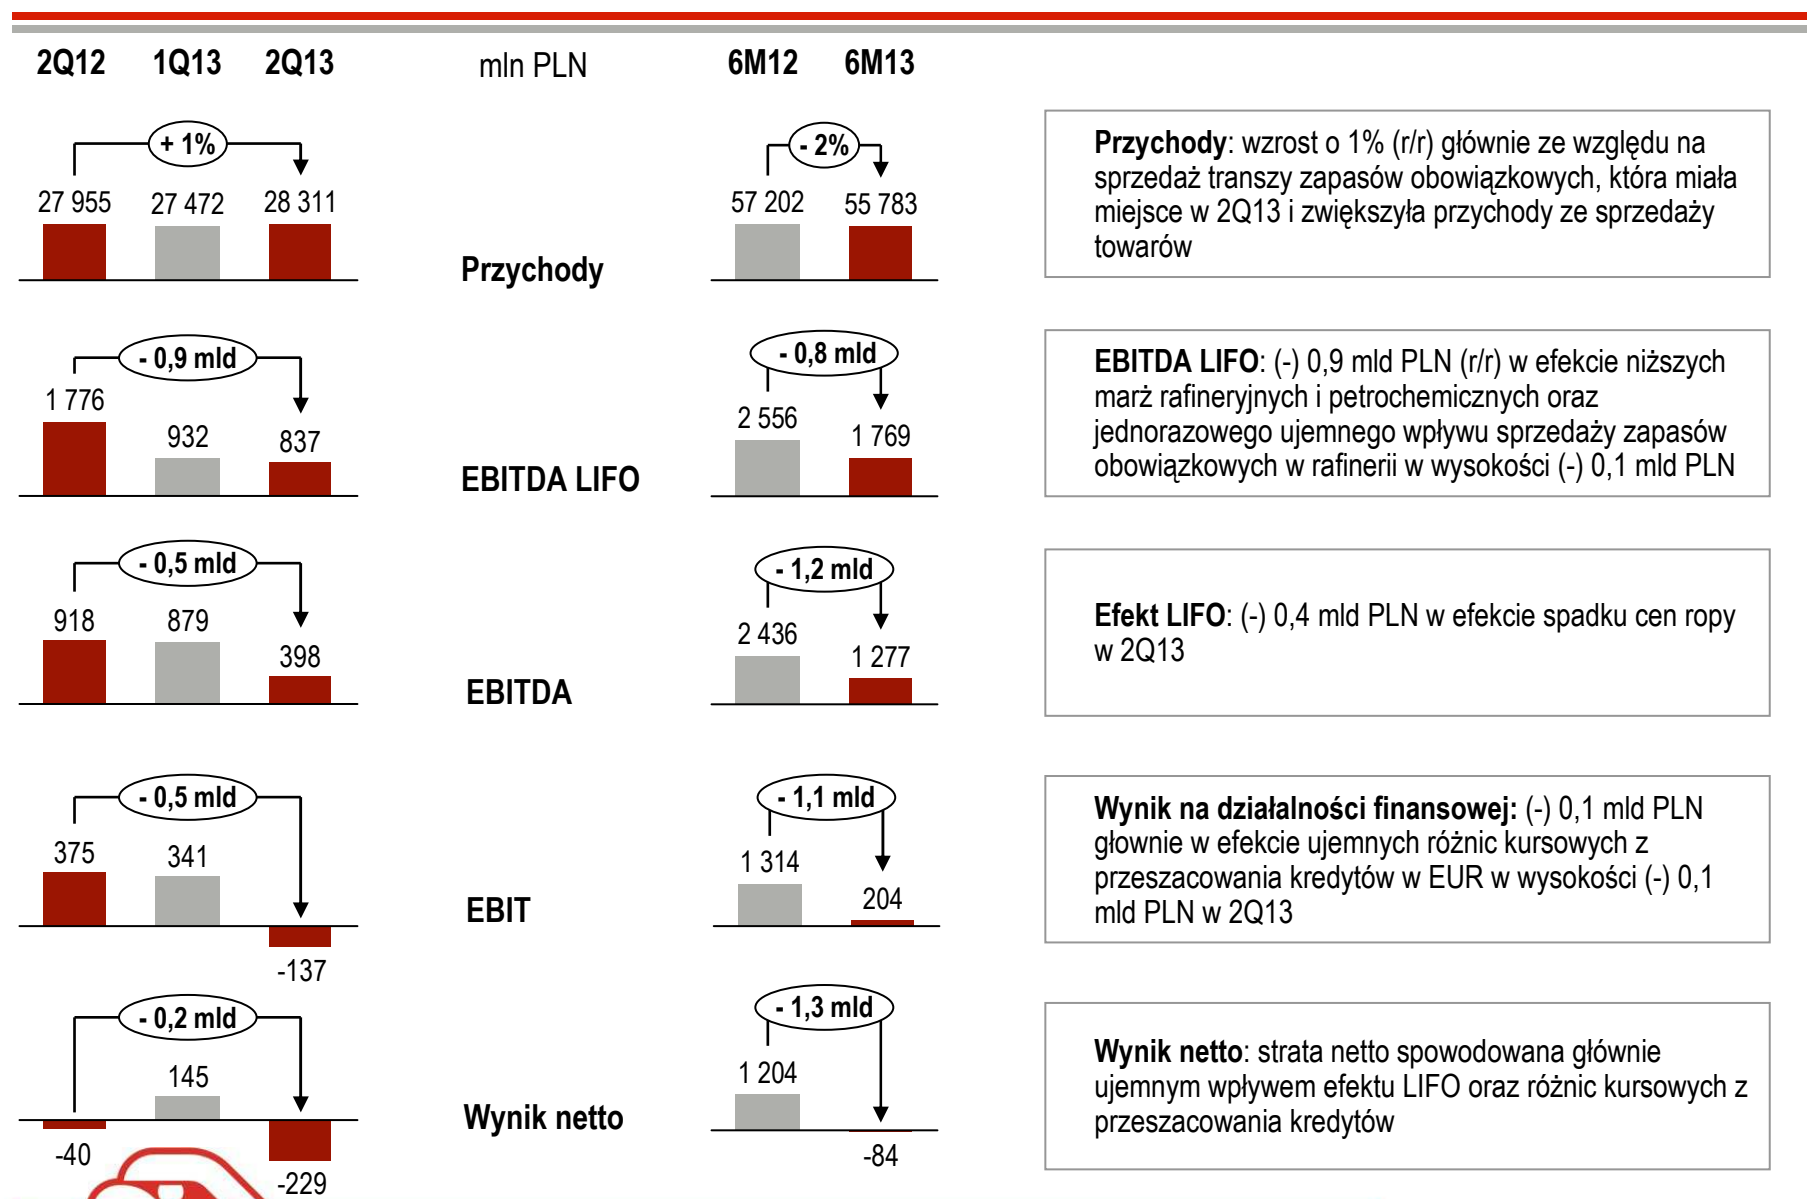 2Q12 1Q13 2Q13 mln PLN 6M12 6M13
+ 1%
27 955 27 472 28 311
Przychody
- 2%
57 202 55 783
Przychody: wzrost o 1% (r/r) głównie ze względu na
sprzedaż transzy zapasów obowiązkowych, która miała
miejsce w 2Q13 i zwiększyła przychody ze sprzedaży
towarów
- 0,9 mld
1 776 932 837
EBITDA LIFO
- 0,8 mld
2 556 1 769
EBITDA LIFO: (-) 0,9 mld PLN (r/r) w efekcie niższych
marż rafineryjnych i petrochemicznych oraz
jednorazowego ujemnego wpływu sprzedaży zapasów
obowiązkowych w rafinerii w wysokości (-) 0,1 mld PLN
- 0,5 mld
918 879 398
EBITDA
- 1,2 mld
2 436 1 277
Efekt LIFO: (-) 0,4 mld PLN w efekcie spadku cen ropy
w 2Q13
- 0,5 mld
375 341 -137
EBIT
- 1,1 mld
1 314 204
Wynik na działalności finansowej: (-) 0,1 mld PLN
głownie w efekcie ujemnych różnic kursowych z
przeszacowania kredytów w EUR w wysokości (-) 0,1
mld PLN w 2Q13
- 0,2 mld
-40 145 -229
Wynik netto
- 1,3 mld
1 204 -84
Wynik netto: strata netto spowodowana głównie
ujemnym wpływem efektu LIFO oraz różnic kursowych z
przeszacowania kredytów